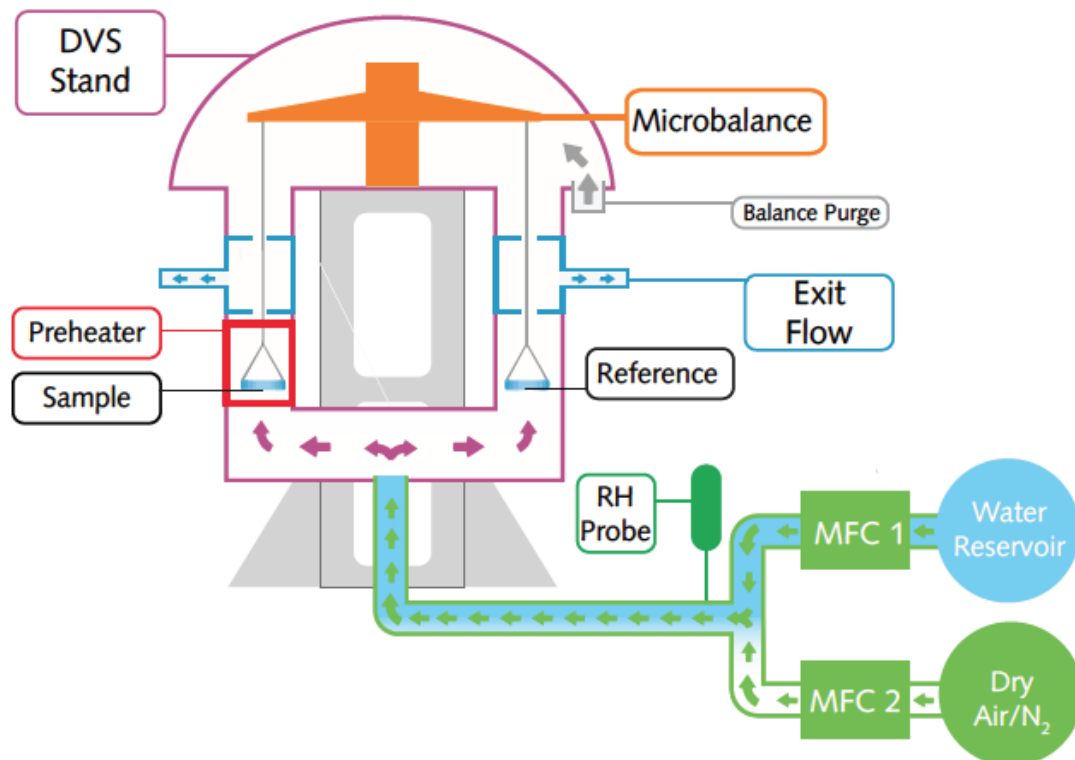 DVS
Stand
Microbalance
Balance Purge
Exit
Flow
Preheater
Sample
Reference
RH
Probe
MFC 1
Water
Reservoir
MFC 2
Dry
Air/N₂